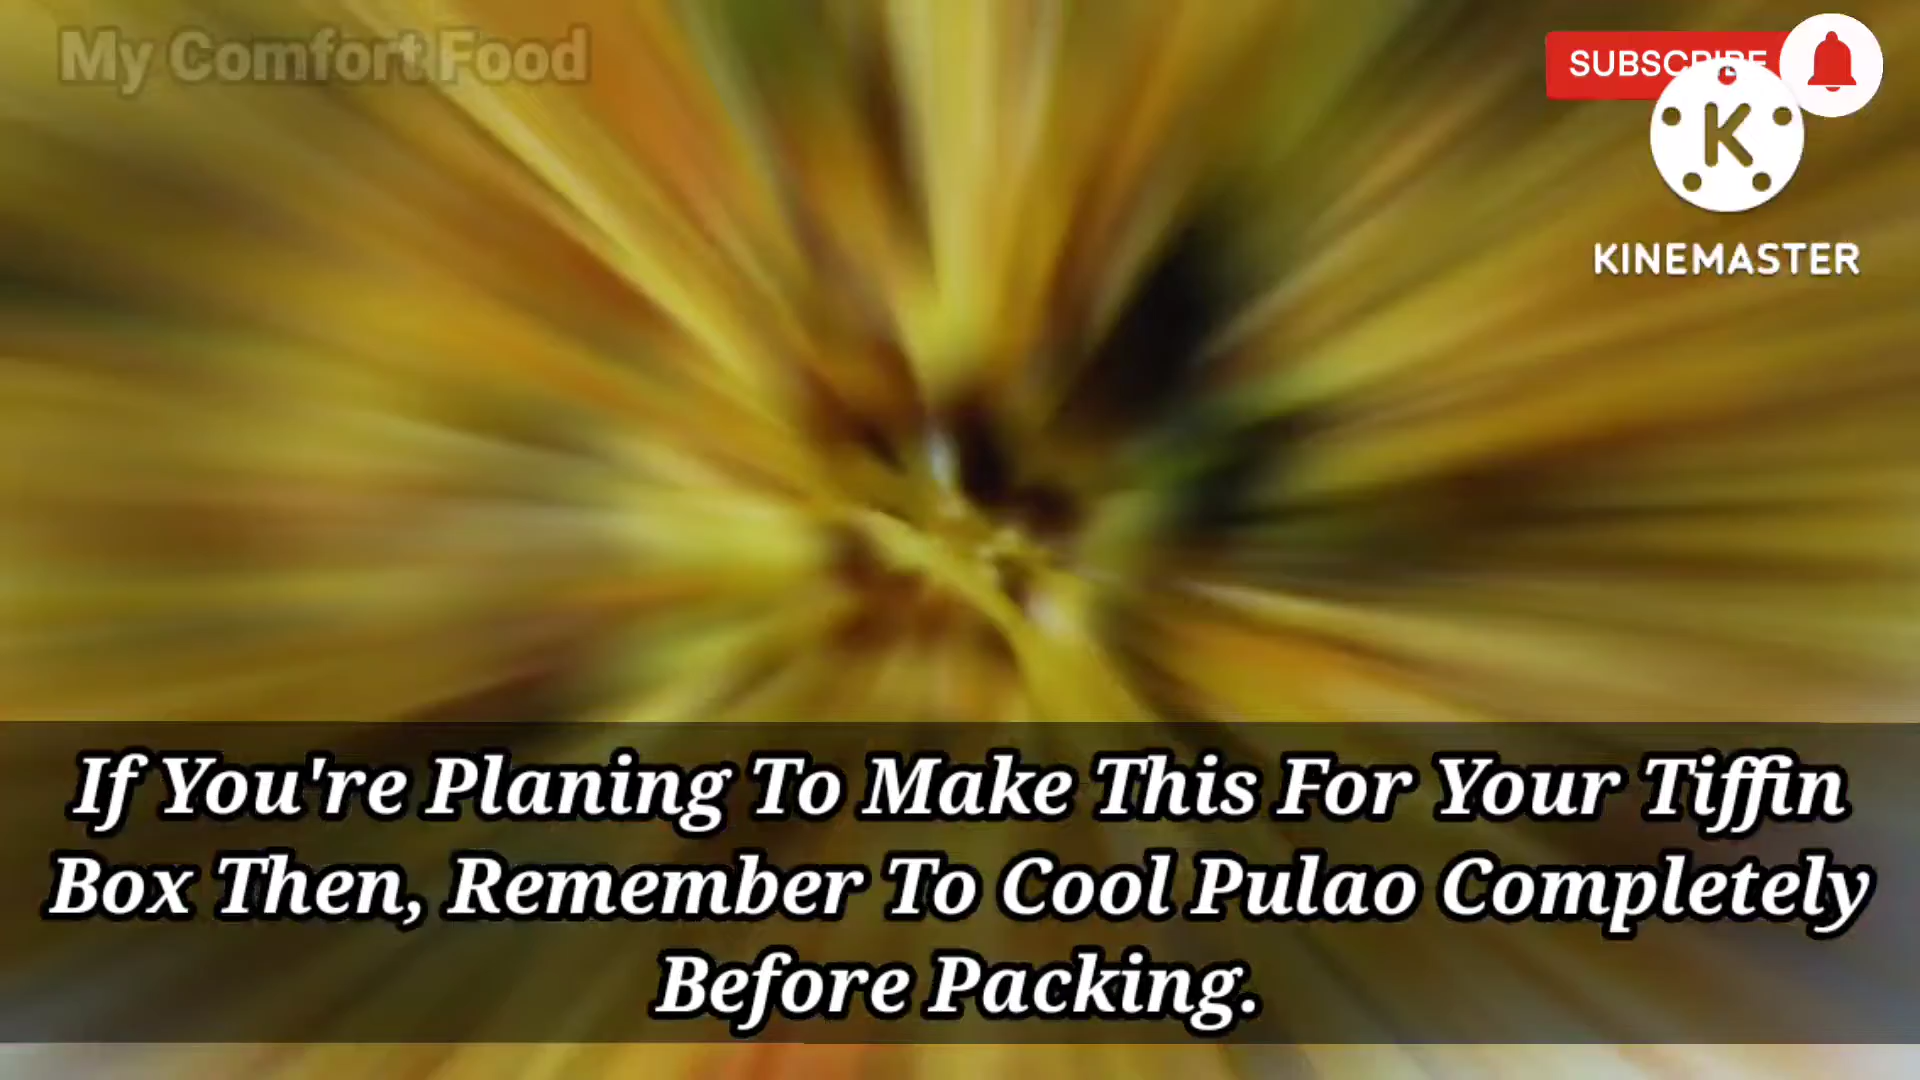 My Comfort Food
SUBSCRIBE
K
KINEMASTER
If You're Planing To Make This For Your Tiffin
Box Then, Remember To Cool Pulao Completely
Before Packing.